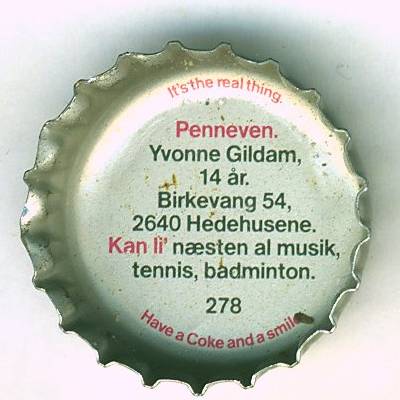 It's the real thing.
Penneven.
Yvonne Gildam,
14 år.
Birkevang 54,
2640 Hedehusene.
Kan li' næsten al musik,
tennis, badminton.
278
Have a Coke and a smile